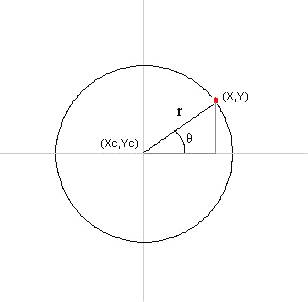 (X,Y)
r
θ
(Xc,Yc)